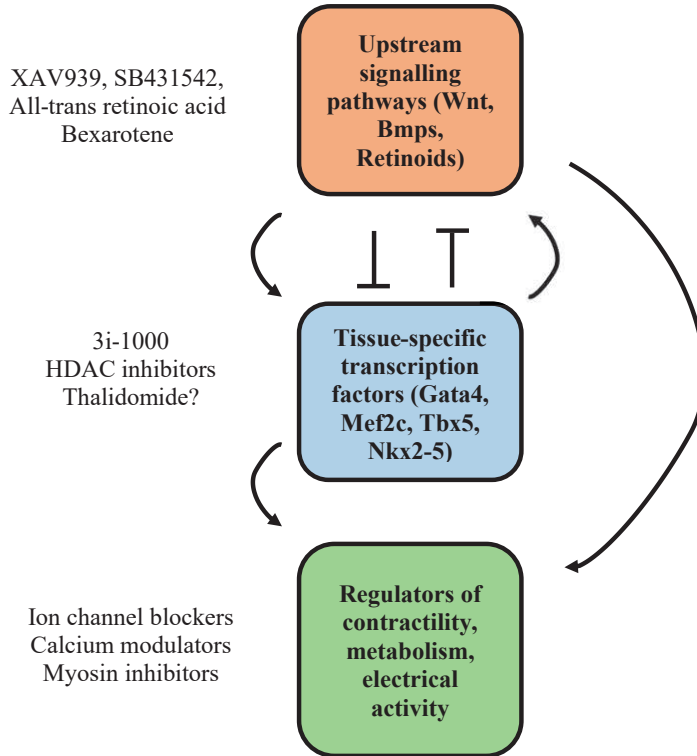 Upstream
signalling
pathways (Wnt,
Bmps,
Retinoids)
XAV939, SB431542,
All-trans retinoic acid
Bexarotene
Tissue-specific
transcription
factors (Gata4,
Mef2c, Tbx5,
Nkx2-5)
3i-1000
HDAC inhibitors
Thalidomide?
Regulators of
contractility,
metabolism,
electrical
activity
Ion channel blockers
Calcium modulators
Myosin inhibitors